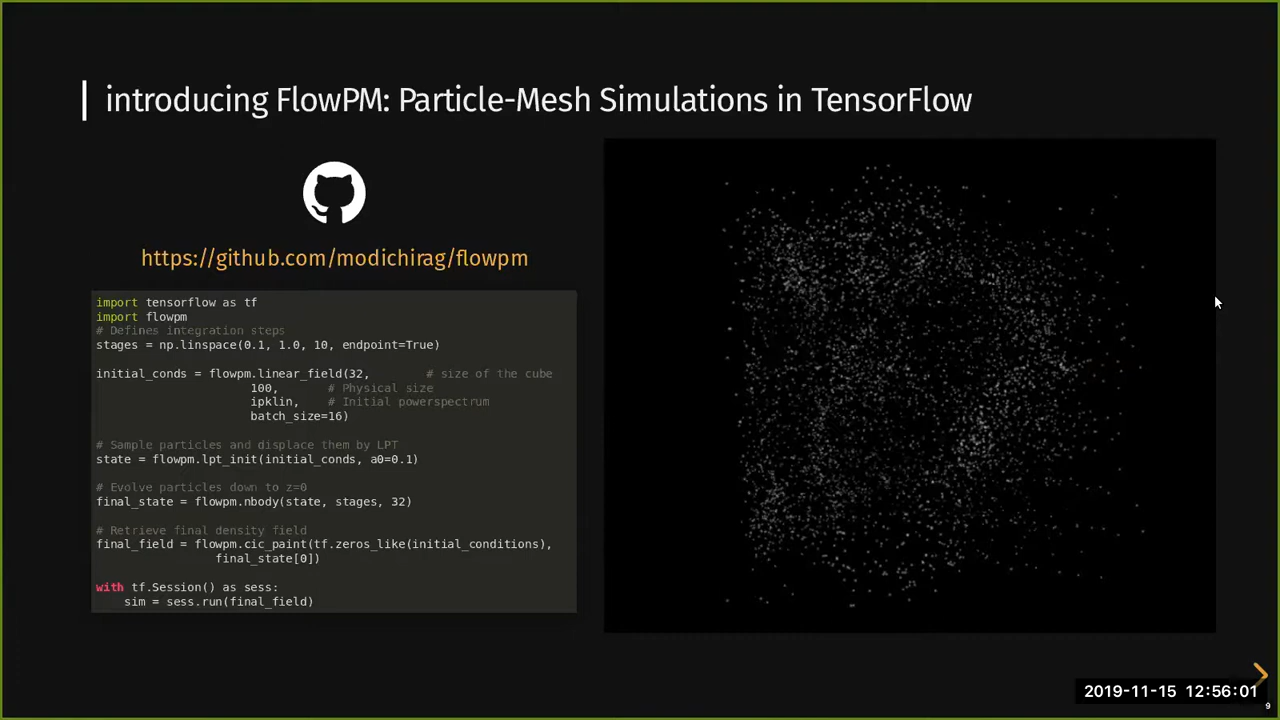 introducing FlowPM: Particle-Mesh Simulations in TensorFlow
https://github.com/modichirag/flowpm
import tensorflow as tf
import flowpm
# Defines integration steps
stages = np.linspace(0.1, 1.0, 10, endpoint=True)
initial_conds = flowpm.linear_field(32,        # size of the cube
100,       # Physical size
ipklin,    # Initial powerspectrum
batch_size=16)
# Sample particles and displace them by LPT
state = flowpm.lpt_init(initial_conds, a0=0.1)
# Evolve particles down to z=0
final_state = flowpm.nbody(state, stages, 32)
# Retrieve final density field
final_field = flowpm.cic_paint(tf.zeros_like(initial_conditions),
final_state[0])
with tf.Session() as sess:
sim = sess.run(final_field)
2019-11-15 12:56:01
9